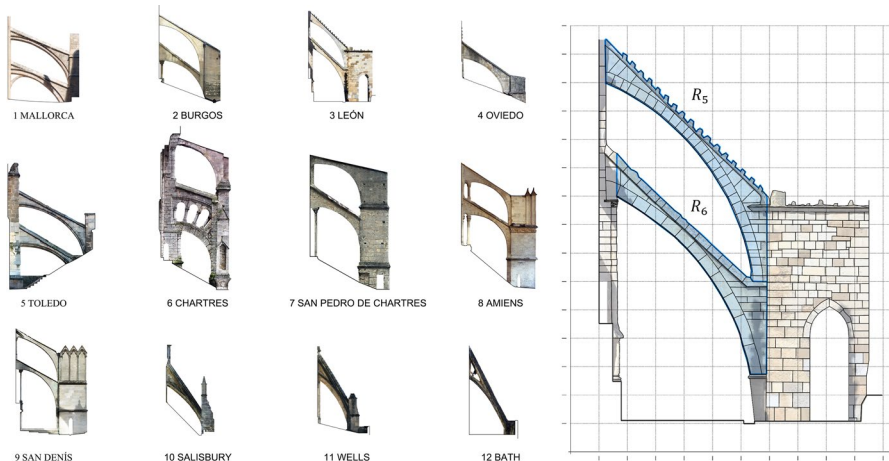 1 MALLORCA
2 BURGOS
3 LEÓN
4 OVIEDO
5 TOLEDO
6 CHARTRES
7 SAN PEDRO DE CHARTRES
8 AMIENS
9 SAN DENÍS
10 SALISBURY
11 WELLS
12 BATH
R5
R6